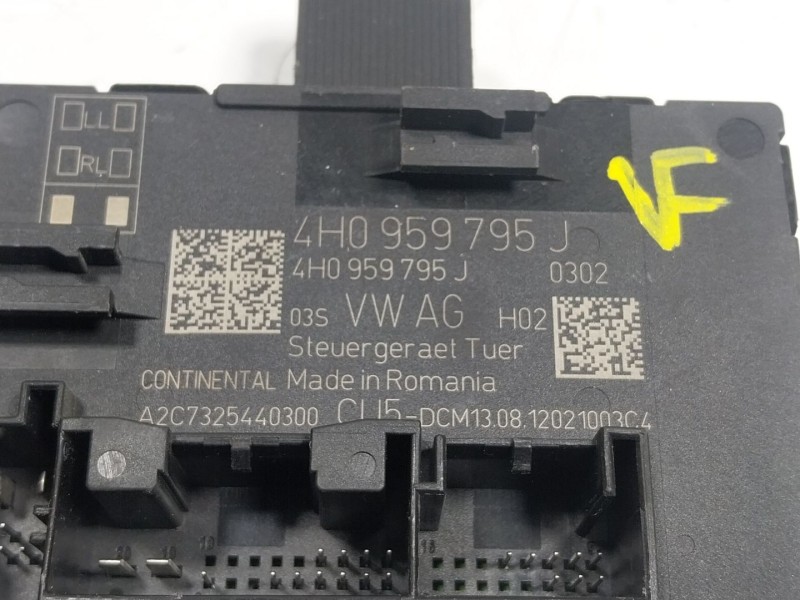 LL
RL
VF
4H0 959 795 J
4H0 959 795 J 0302
03S VW AG H02
Steuergeraet Tuer
CONTINENTAL Made in Romania
A2C7325440300 CU5-DCM13.08.12021003C4
18